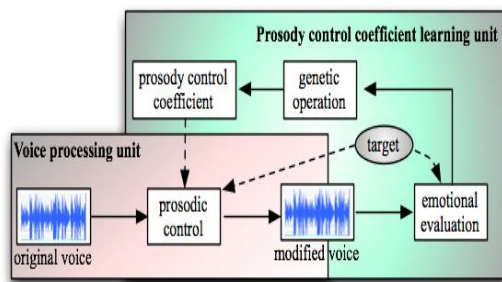 Prosody control coefficient learning unit
prosody control
coefficient
genetic
operation
Voice processing unit
target
prosodic
control
emotional
evaluation
original voice
modified voice